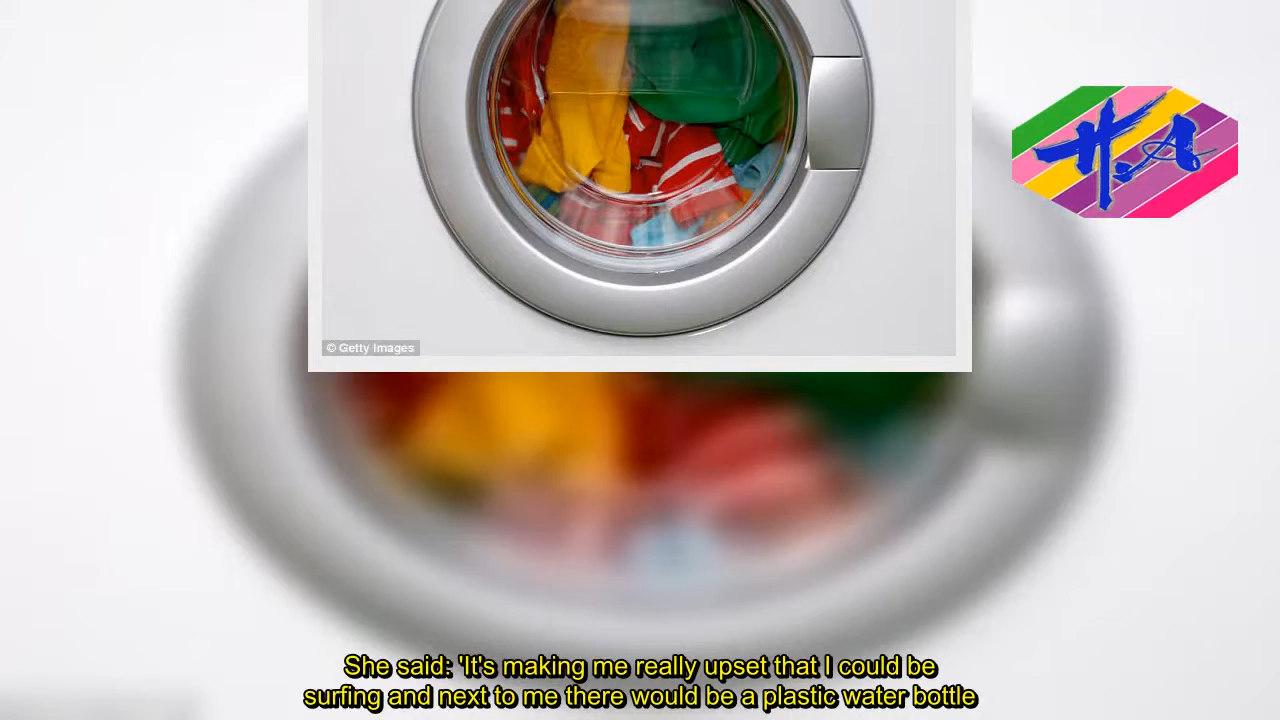 H.A
© Getty Images
She said: 'It's making me really upset that I could be
surfing and next to me there would be a plastic water bottle